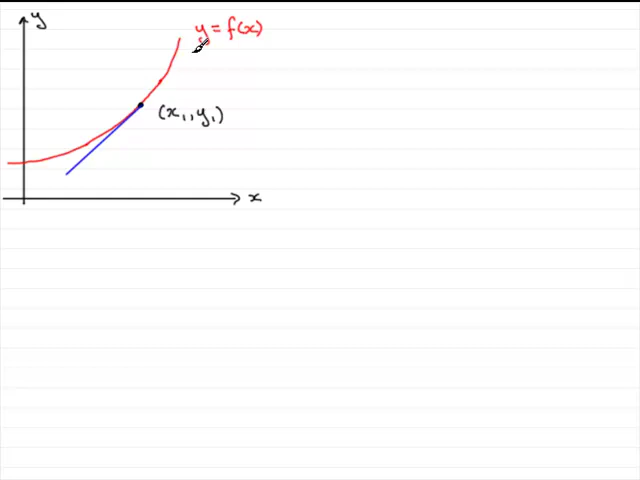 y
y = f(x)
(x₁, y₁)
x